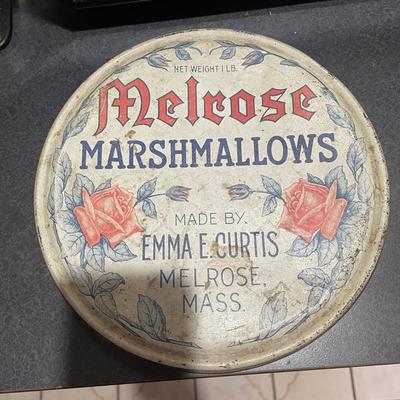 NET WEIGHT 1 LB.
Melrose
MARSHMALLOWS
MADE BY
EMMA E. CURTIS
MELROSE,
MASS.